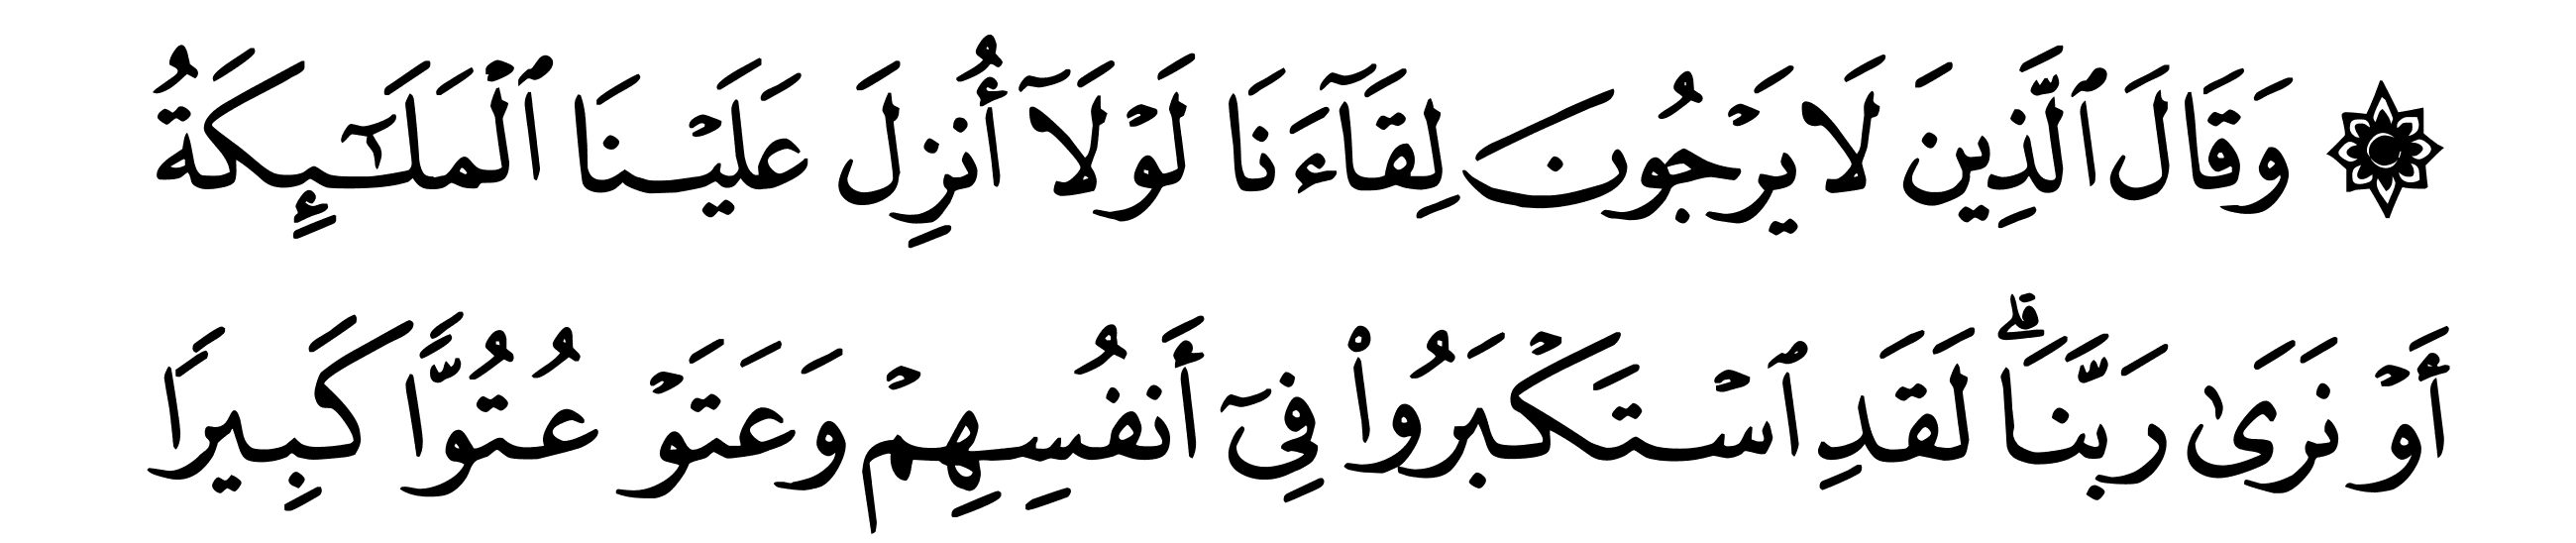 ۞ وَقَالَ ٱلَّذِينَ لَا يَرۡجُونَ لِقَآءَنَا لَوۡلَآ أُنزِلَ عَلَيۡنَا ٱلۡمَلَـٰٓئِكَةُ
أَوۡ نَرَىٰ رَبَّنَاۗ لَقَدِ ٱسۡتَكۡبَرُواْ فِيٓ أَنفُسِهِمۡ وَعَتَوۡ عُتُوّٗا كَبِيرٗا